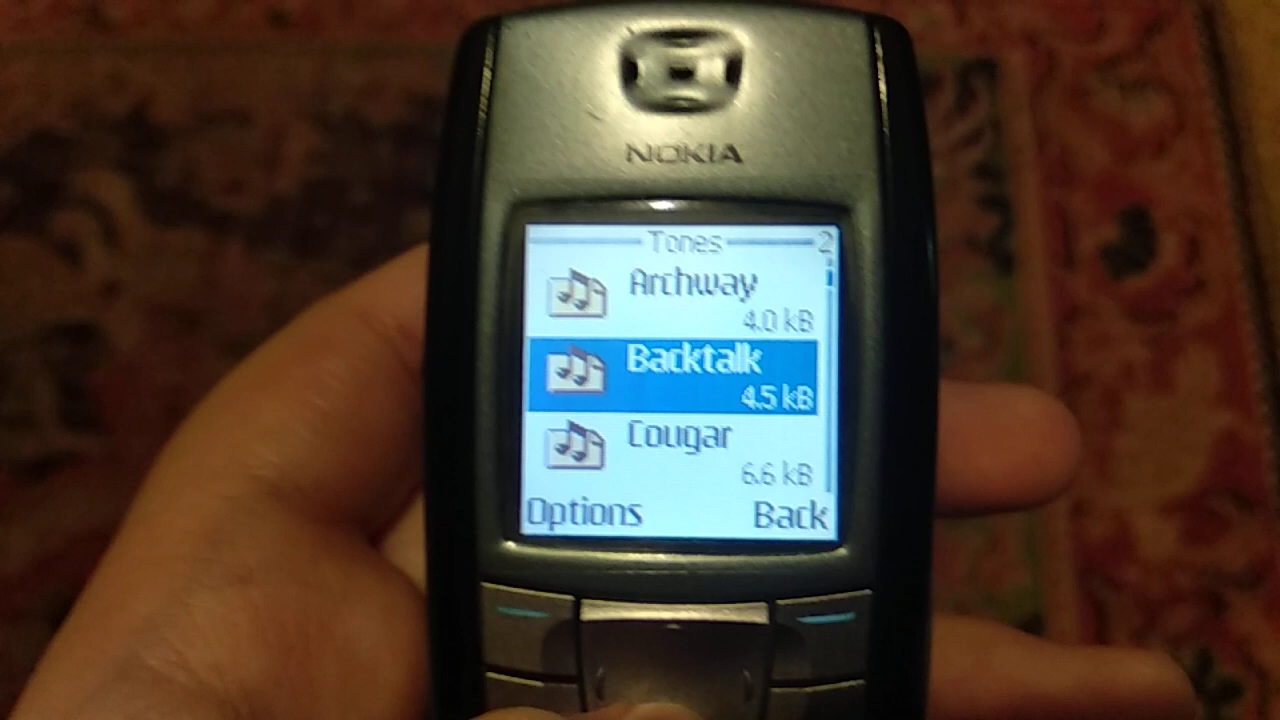 NOKIA
Tones 2
Archway
4.0 kB
Backtalk
4.5 kB
Cougar
6.6 kB
Options Back